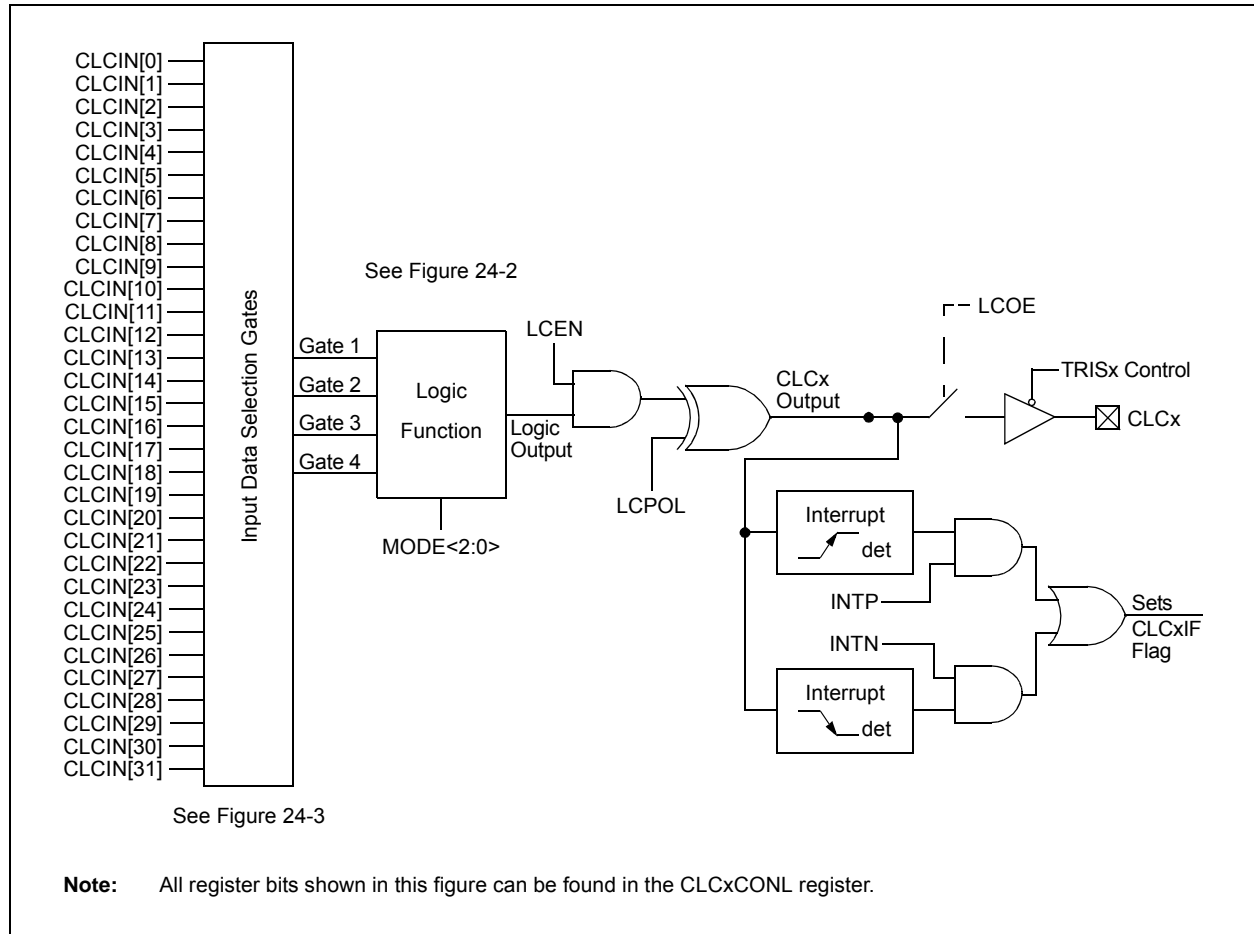 CLCIN[0]
CLCIN[1]
CLCIN[2]
CLCIN[3]
CLCIN[4]
CLCIN[5]
CLCIN[6]
CLCIN[7]
CLCIN[8]
CLCIN[9]
CLCIN[10]
CLCIN[11]
CLCIN[12]
CLCIN[13]
CLCIN[14]
CLCIN[15]
CLCIN[16]
CLCIN[17]
CLCIN[18]
CLCIN[19]
CLCIN[20]
CLCIN[21]
CLCIN[22]
CLCIN[23]
CLCIN[24]
CLCIN[25]
CLCIN[26]
CLCIN[27]
CLCIN[28]
CLCIN[29]
CLCIN[30]
CLCIN[31]
Input Data Selection Gates
See Figure 24-3
See Figure 24-2
Gate 1
Gate 2
Gate 3
Gate 4
Logic
Function
MODE<2:0>
Logic
Output
LCEN
LCPOL
CLCx
Output
LCOE
TRISx Control
CLCx
Interrupt
det
INTP
INTN
Interrupt
det
Sets
CLCxIF
Flag
Note: All register bits shown in this figure can be found in the CLCxCONL register.